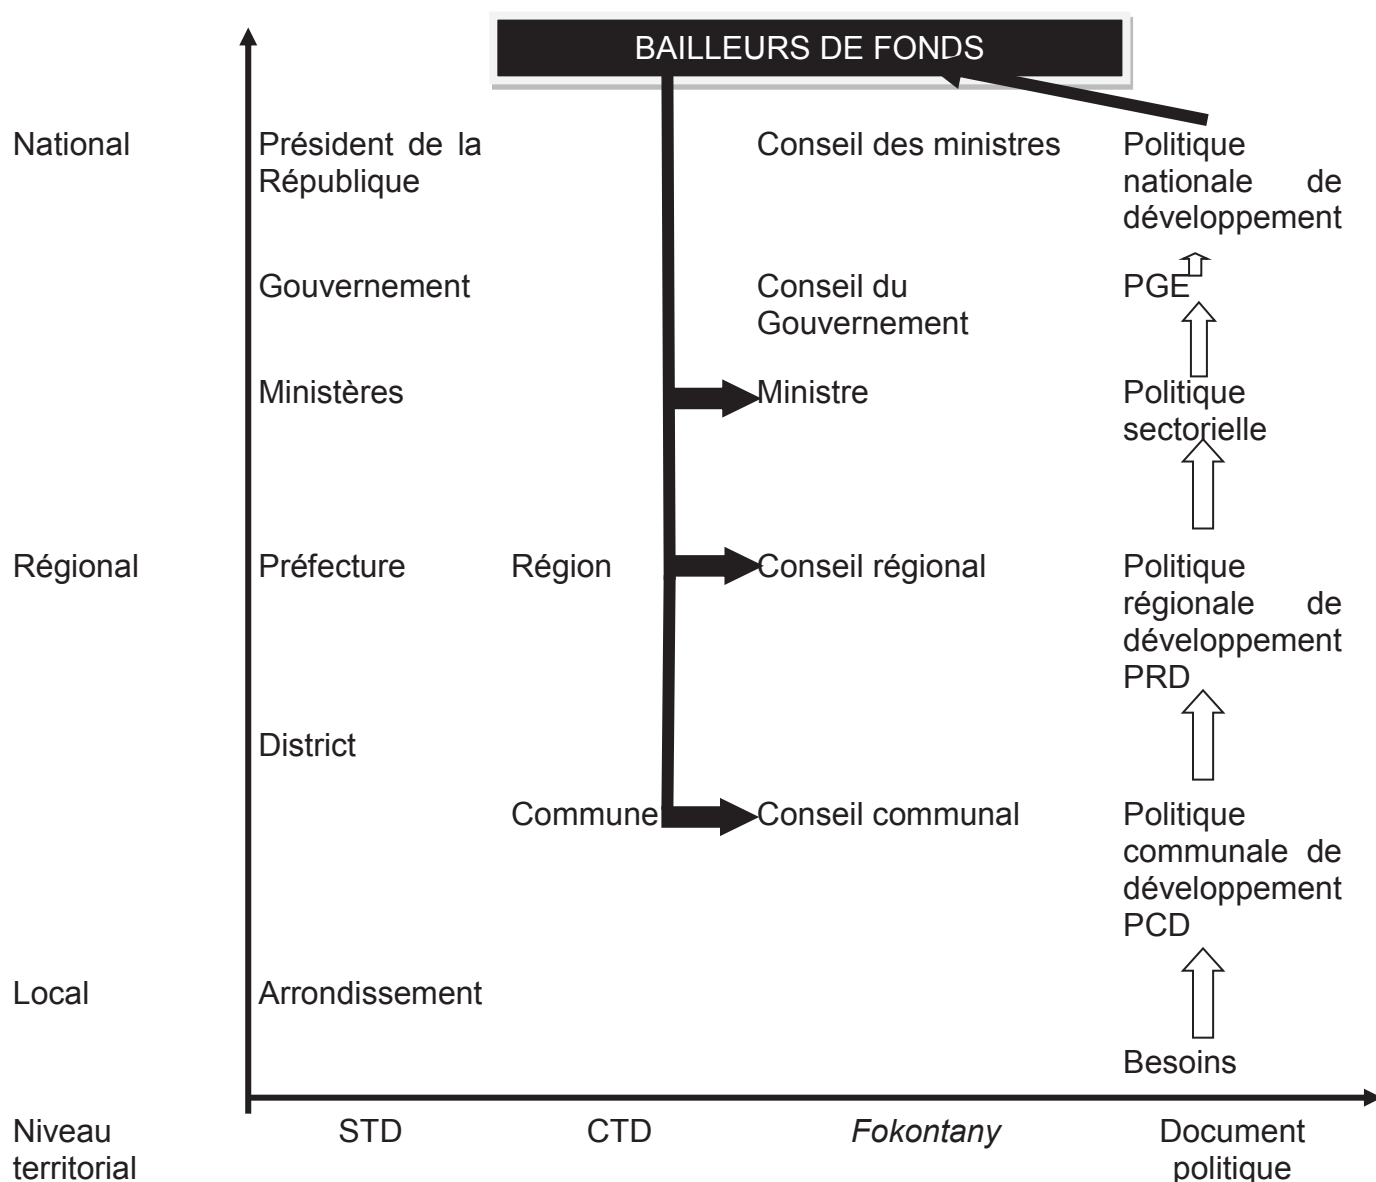 BAILLEURS DE FONDS
National
Président de la
République
Conseil des ministres
Politique
nationale de
développement
Gouvernement
Conseil du
Gouvernement
PGE
Ministères
Ministre
Politique
sectorielle
Régional
Préfecture
Région
Conseil régional
Politique
régionale de
développement
PRD
District
Commune
Conseil communal
Politique
communale de
développement
PCD
Local
Arrondissement
Besoins
Niveau
territorial
STD
CTD
Fokontany
Document
politique